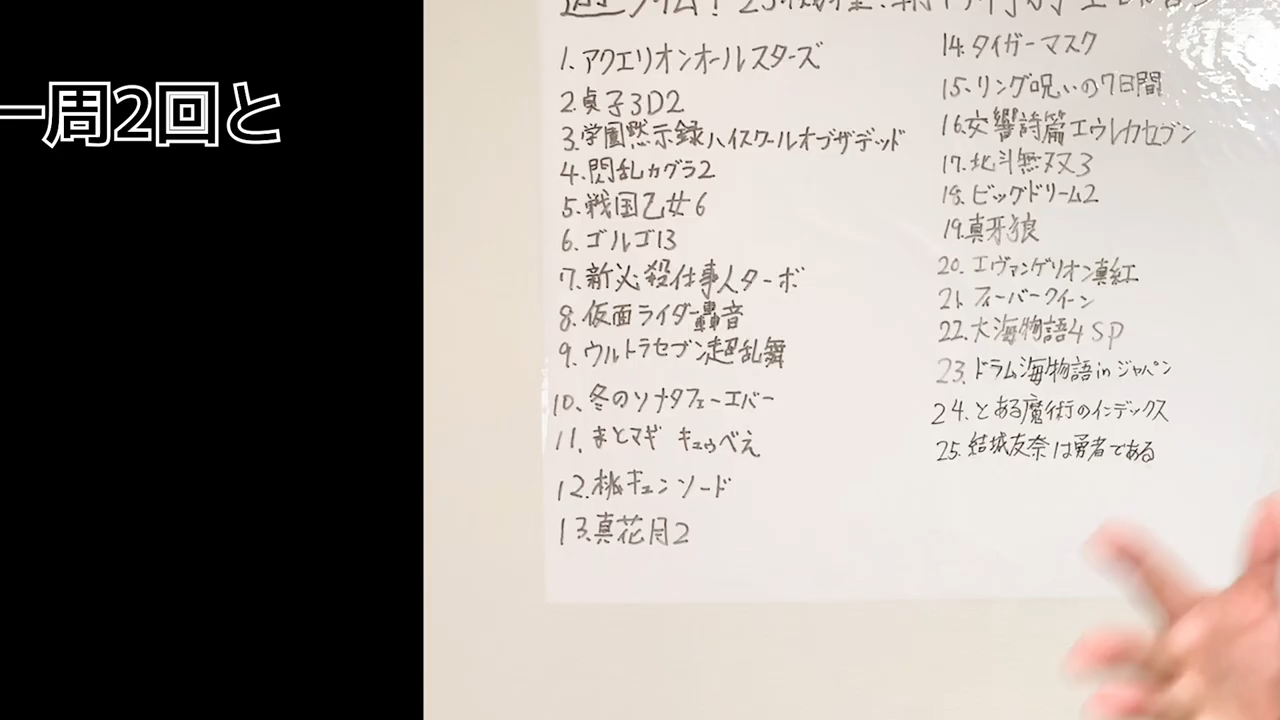 一周2回と
1.アクエリオンオールスターズ
2.貞子3D2
3.学園黙示録ハイスクールオブザデッド
4.閃乱カグラ2
5.戦国乙女6
6.ゴルゴ13
7.新必殺仕事人ターボ
8.仮面ライダー轟音
9.ウルトラセブン超乱舞
10.冬のソナタフォーエバー
11.まどマギ キュゥべえ
12.桃キュンソード
13.真花月2
14.タイガーマスク
15.リング呪いの7日間
16.交響詩篇エウレカセブン
17.北斗無双3
18.ビッグドリーム2
19.真牙狼
20.エヴァンゲリオン真紅
21.フィーバークイーン
22.大海物語4SP
23.ドラム海物語inジャパン
24.とある魔術のインデックス
25.結城友奈は勇者である